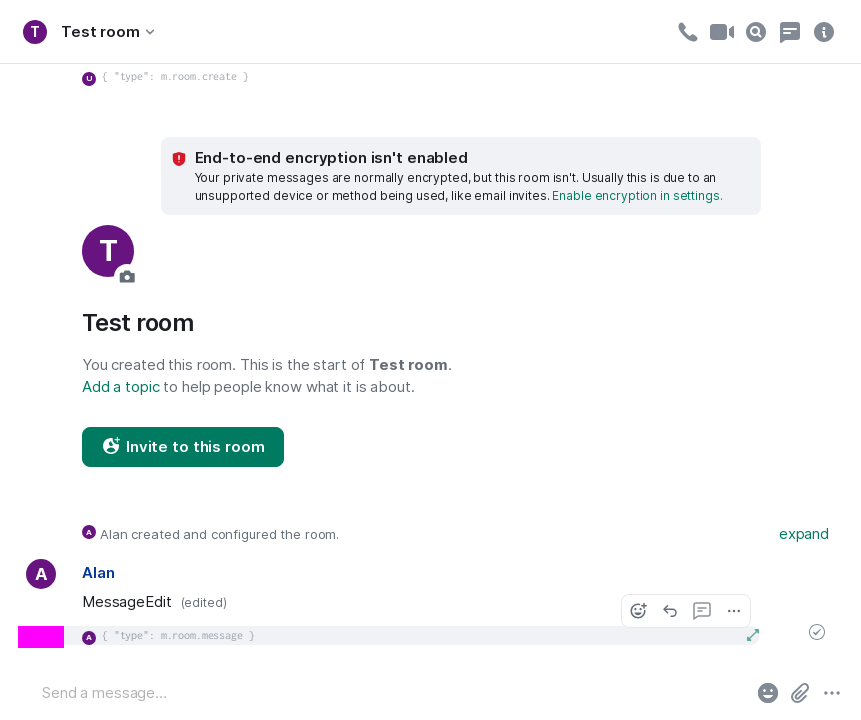 T Test room
U { "type": m.room.create }
End-to-end encryption isn't enabled
Your private messages are normally encrypted, but this room isn't. Usually this is due to an
unsupported device or method being used, like email invites. Enable encryption in settings.
T
Test room
You created this room. This is the start of Test room.
Add a topic to help people know what it is about.
Invite to this room
A Alan created and configured the room. expand
A Alan
MessageEdit (edited)
A { "type": m.room.message }
Send a message...